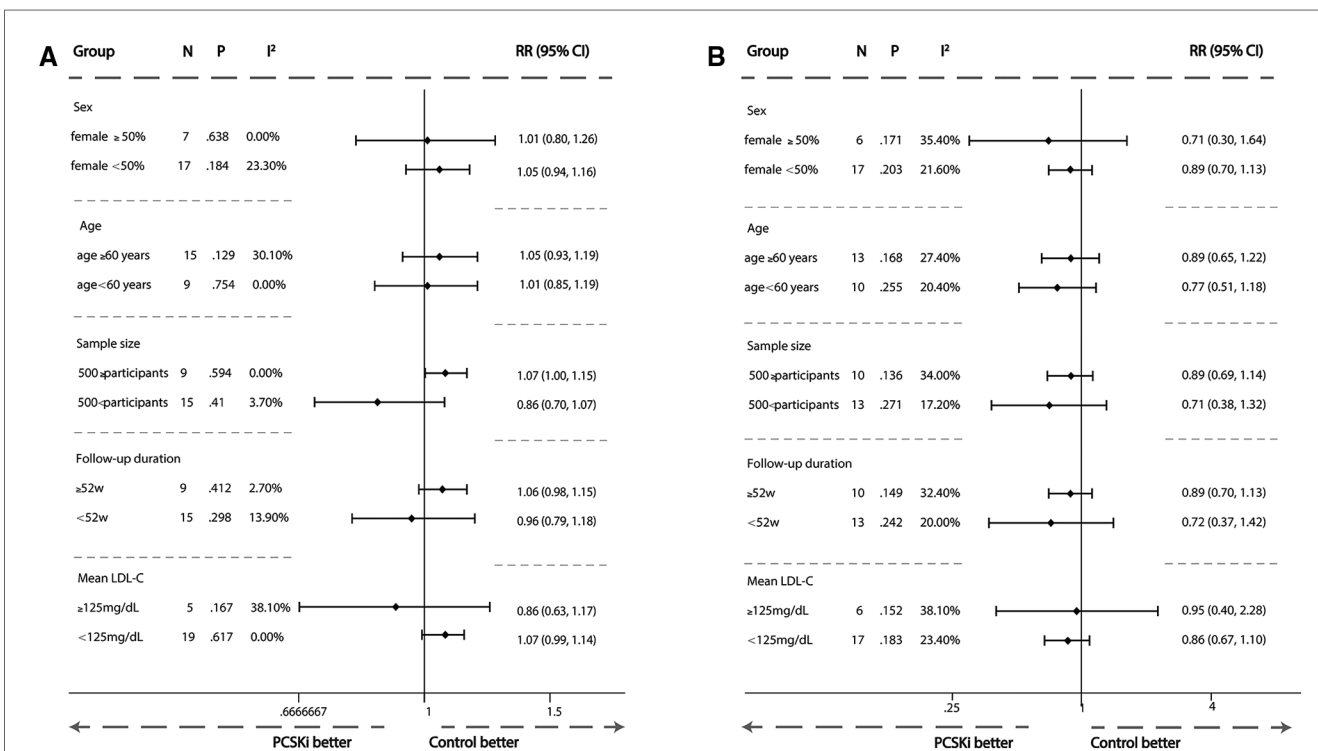 A Group N P I² RR (95% CI)
Sex
female ≥50% 7 .638 0.00% 1.01 (0.80, 1.26)
female <50% 17 .184 23.30% 1.05 (0.94, 1.16)
Age
age ≥60 years 15 .129 30.10% 1.05 (0.93, 1.19)
age<60 years 9 .754 0.00% 1.01 (0.85, 1.19)
Sample size
500≥participants 9 .594 0.00% 1.07 (1.00, 1.15)
500<participants 15 .41 3.70% 0.86 (0.70, 1.07)
Follow-up duration
≥52w 9 .412 2.70% 1.06 (0.98, 1.15)
<52w 15 .298 13.90% 0.96 (0.79, 1.18)
Mean LDL-C
≥125mg/dL 5 .167 38.10% 0.86 (0.63, 1.17)
<125mg/dL 19 .617 0.00% 1.07 (0.99, 1.14)
.6666667 1 1.5
PCSKi better Control better
B Group N P I² RR (95% CI)
Sex
female ≥50% 6 .171 35.40% 0.71 (0.30, 1.64)
female <50% 17 .203 21.60% 0.89 (0.70, 1.13)
Age
age ≥60 years 13 .168 27.40% 0.89 (0.65, 1.22)
age<60 years 10 .255 20.40% 0.77 (0.51, 1.18)
Sample size
500≥participants 10 .136 34.00% 0.89 (0.69, 1.14)
500<participants 13 .271 17.20% 0.71 (0.38, 1.32)
Follow-up duration
≥52w 10 .149 32.40% 0.89 (0.70, 1.13)
<52w 13 .242 20.00% 0.72 (0.37, 1.42)
Mean LDL-C
≥125mg/dL 6 .152 38.10% 0.95 (0.40, 2.28)
<125mg/dL 17 .183 23.40% 0.86 (0.67, 1.10)
.25 1 4
PCSKi better Control better